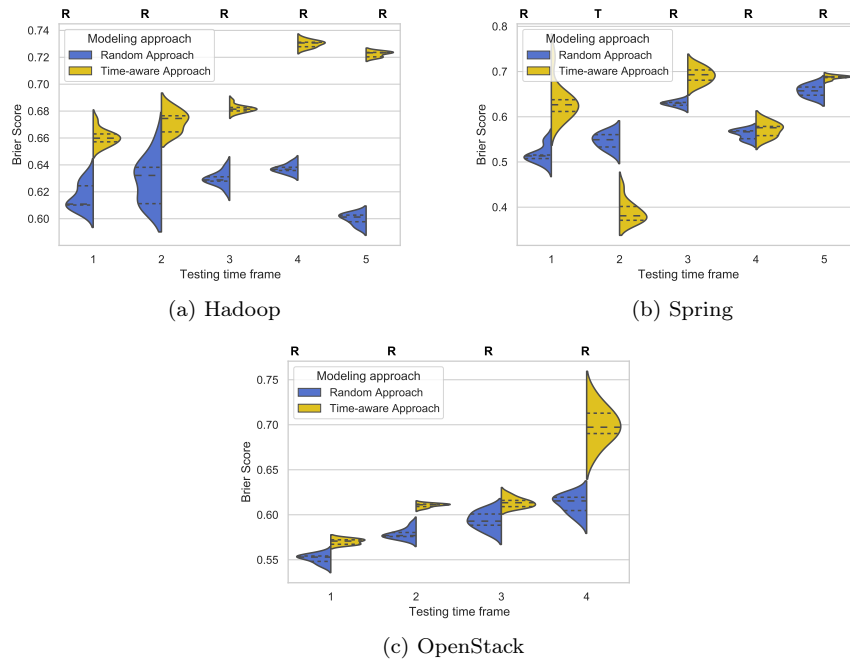 R R R R R
Modeling approach
Random Approach
Time-aware Approach
0.74
0.72
0.70
0.68
0.66
0.64
0.62
0.60
Brier Score
1 2 3 4 5
Testing time frame
(a) Hadoop
R T R R R
Modeling approach
Random Approach
Time-aware Approach
0.8
0.7
0.6
0.5
0.4
Brier Score
1 2 3 4 5
Testing time frame
(b) Spring
R R R R
Modeling approach
Random Approach
Time-aware Approach
0.75
0.70
0.65
0.60
0.55
Brier Score
1 2 3 4
Testing time frame
(c) OpenStack